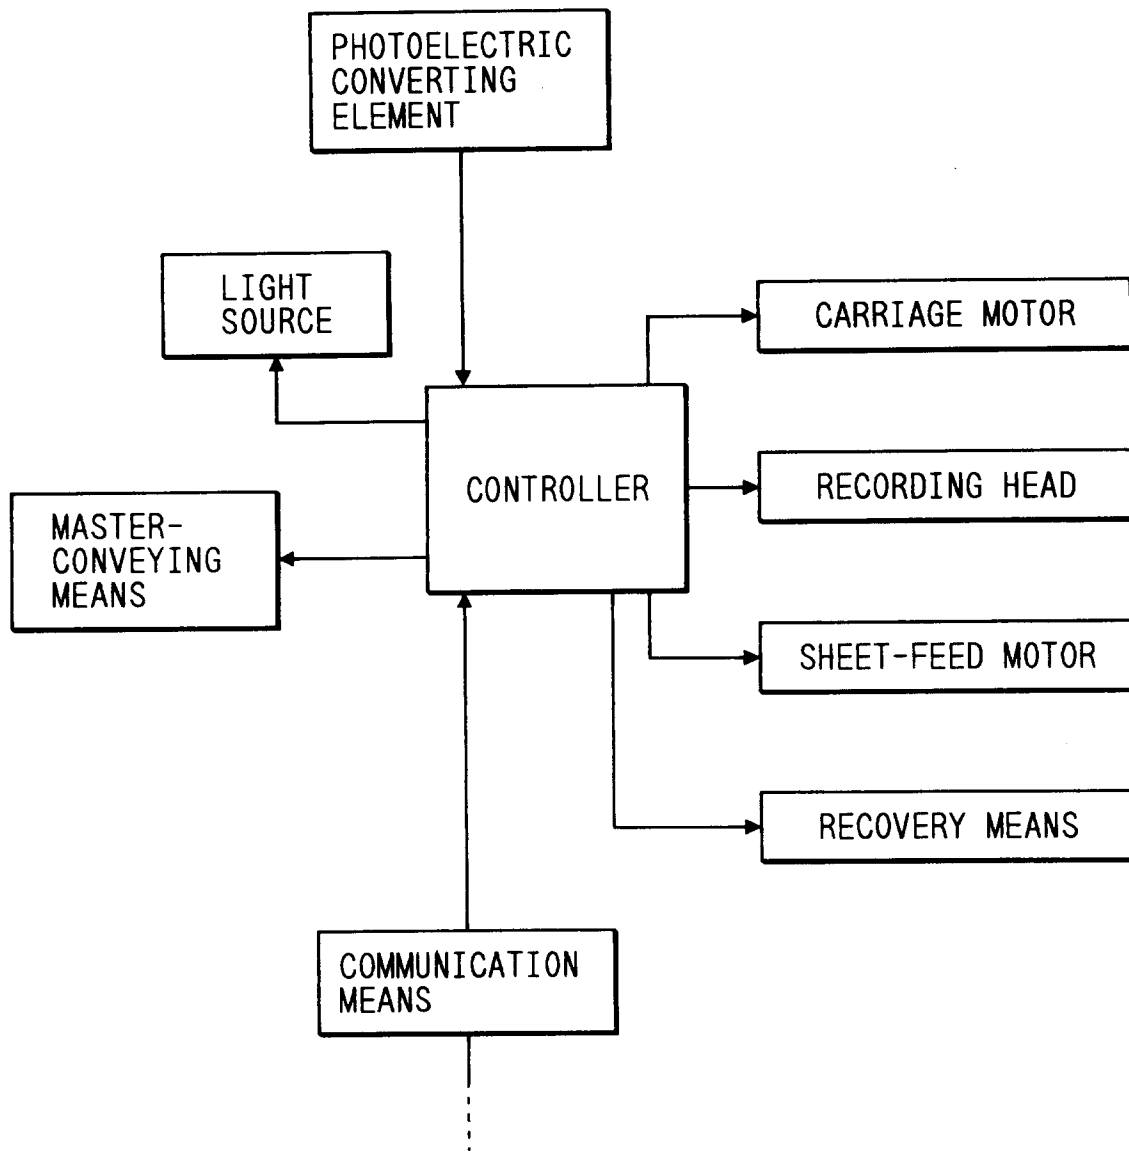 PHOTOELECTRIC
CONVERTING
ELEMENT
LIGHT
SOURCE
CARRIAGE MOTOR
CONTROLLER
RECORDING HEAD
MASTER-
CONVEYING
MEANS
SHEET-FEED MOTOR
RECOVERY MEANS
COMMUNICATION
MEANS